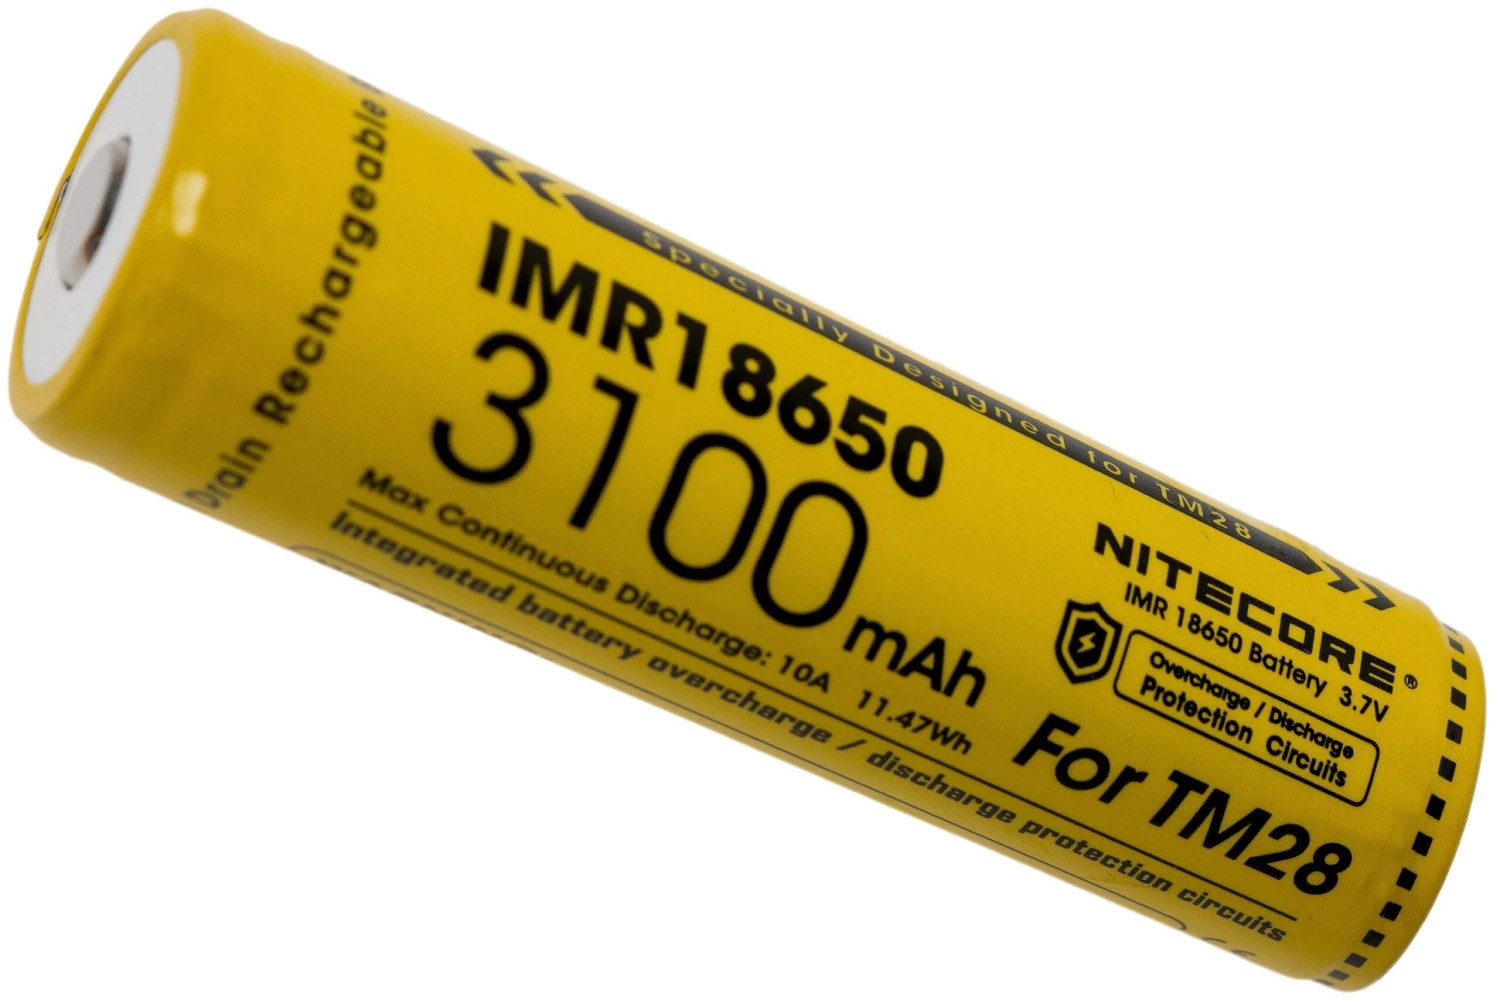 Drain Rechargeable
Specially Designed for TM28
IMR18650
3100mAh
Max Continuous Discharge: 10A 11.47Wh
Integrated battery overcharge / discharge protection circuits
NITECORE®
IMR 18650 Battery 3.7V
Overcharge / Discharge
Protection Circuits
For TM28